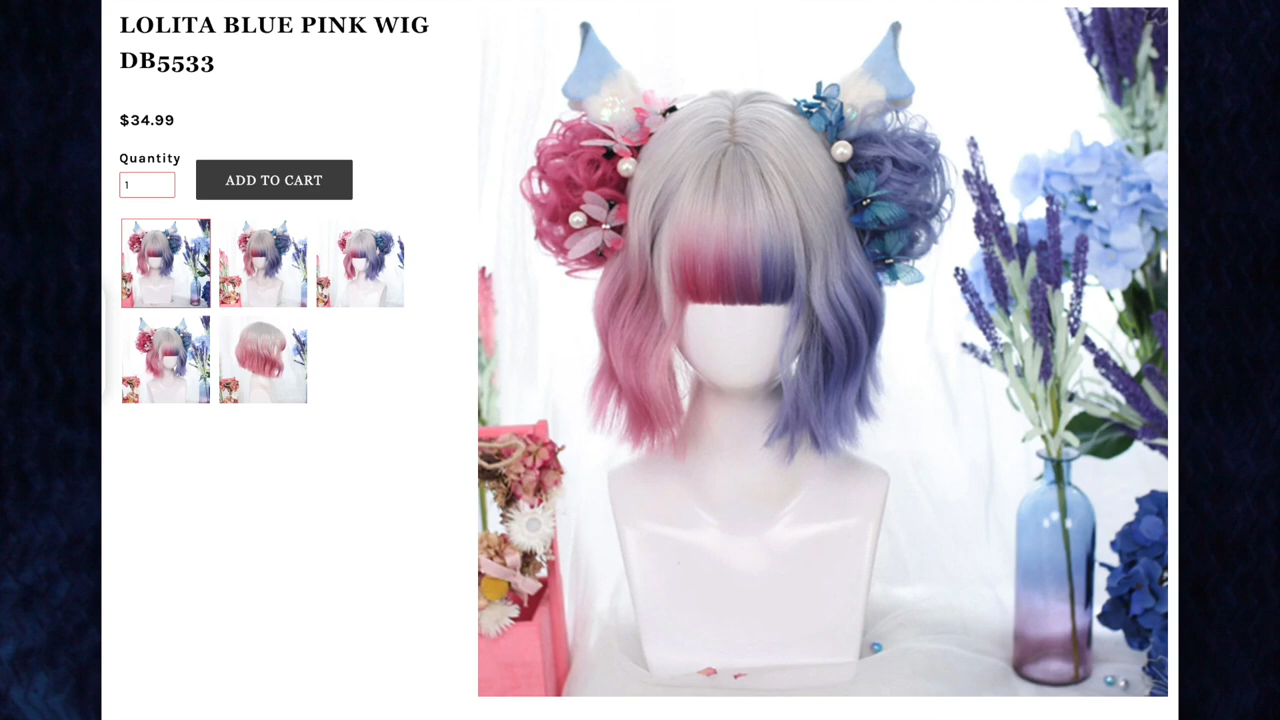 LOLITA BLUE PINK WIG
DB5533
$34.99
Quantity
1
ADD TO CART